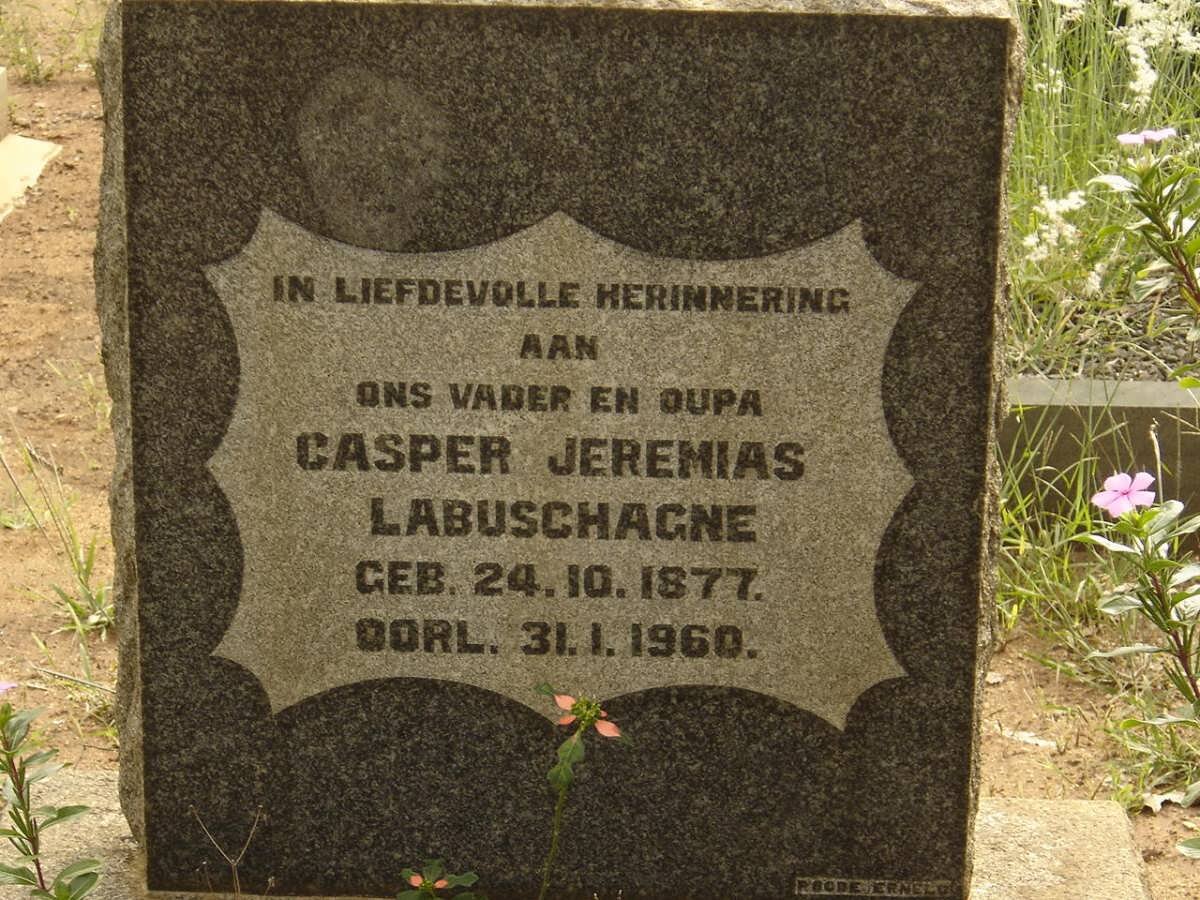 IN LIEFDEVOLLE HERINNERING
AAN
ONS VADER EN OUPA
CASPER JEREMIAS
LABUSCHAGNE
GEB. 24.10.1877.
OORL. 31.1.1960.